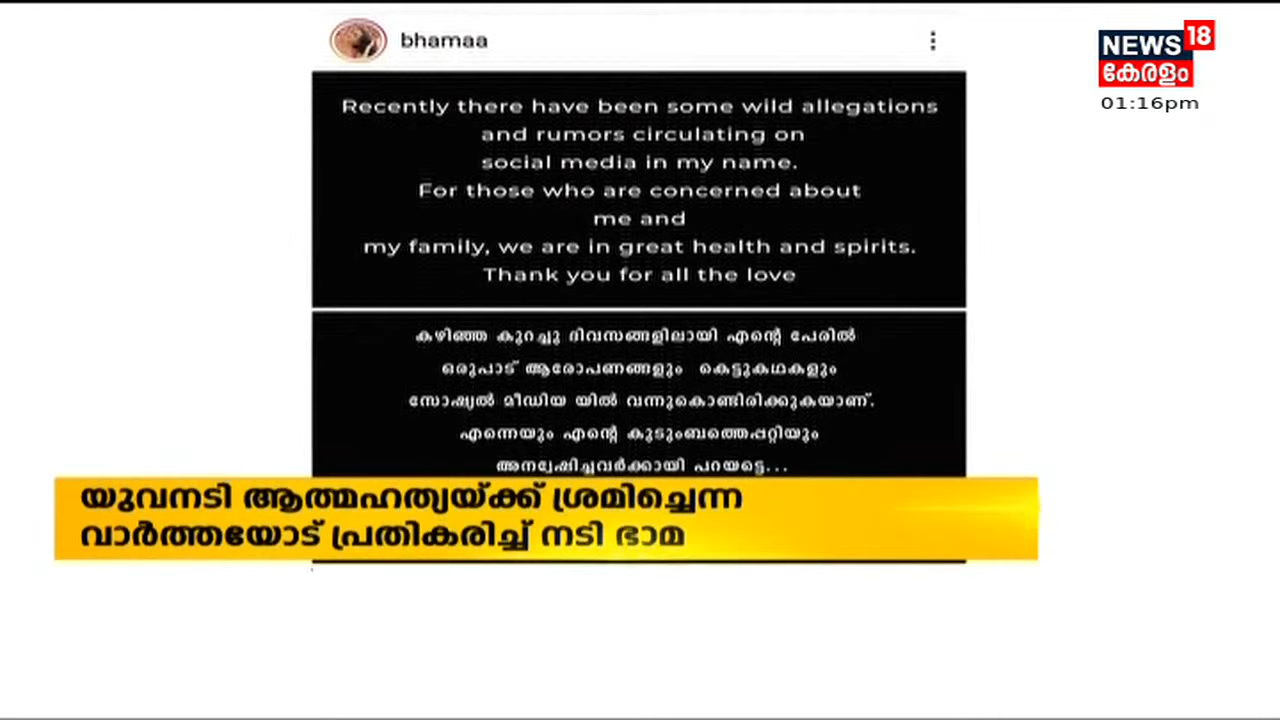 bhamaa
NEWS 18
കേരളം
01:16pm
Recently there have been some wild allegations
and rumors circulating on
social media in my name.
For those who are concerned about
me and
my family, we are in great health and spirits.
Thank you for all the love
കഴിഞ്ഞ കുറച്ചു ദിവസങ്ങളിലായി എന്റെ പേരിൽ
ഒരുപാട് ആരോപണങ്ങളും കെട്ടുകഥകളും
സോഷ്യൽ മീഡിയ യിൽ വന്നുകൊണ്ടിരിക്കുകയാണ്.
എന്നെയും എന്റെ കുടുംബത്തെപ്പറ്റിയും
അന്വേഷിച്ചവർക്കായി പറയട്ടെ...
യുവനടി ആത്മഹത്യയ്ക്ക് ശ്രമിച്ചെന്ന
വാർത്തയോട് പ്രതികരിച്ച് നടി ഭാമ